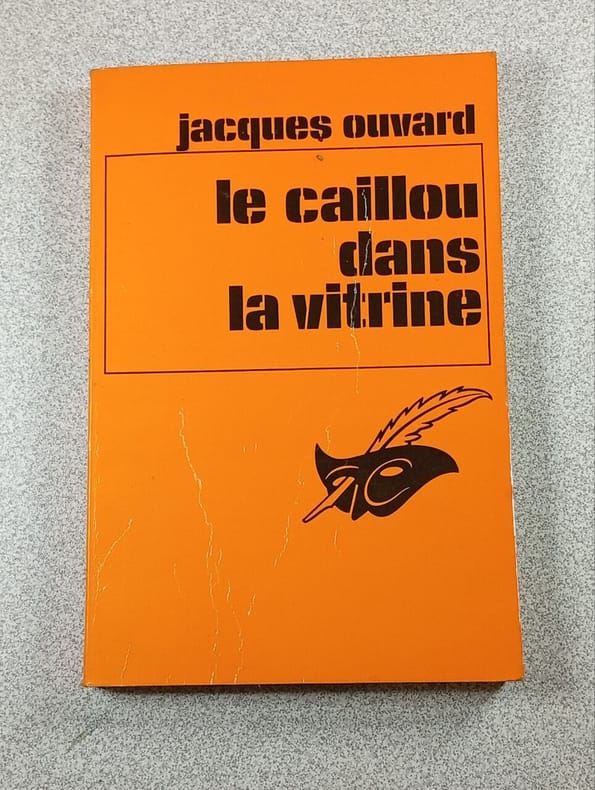 jacques ouvard
le caillou
dans
la vitrine